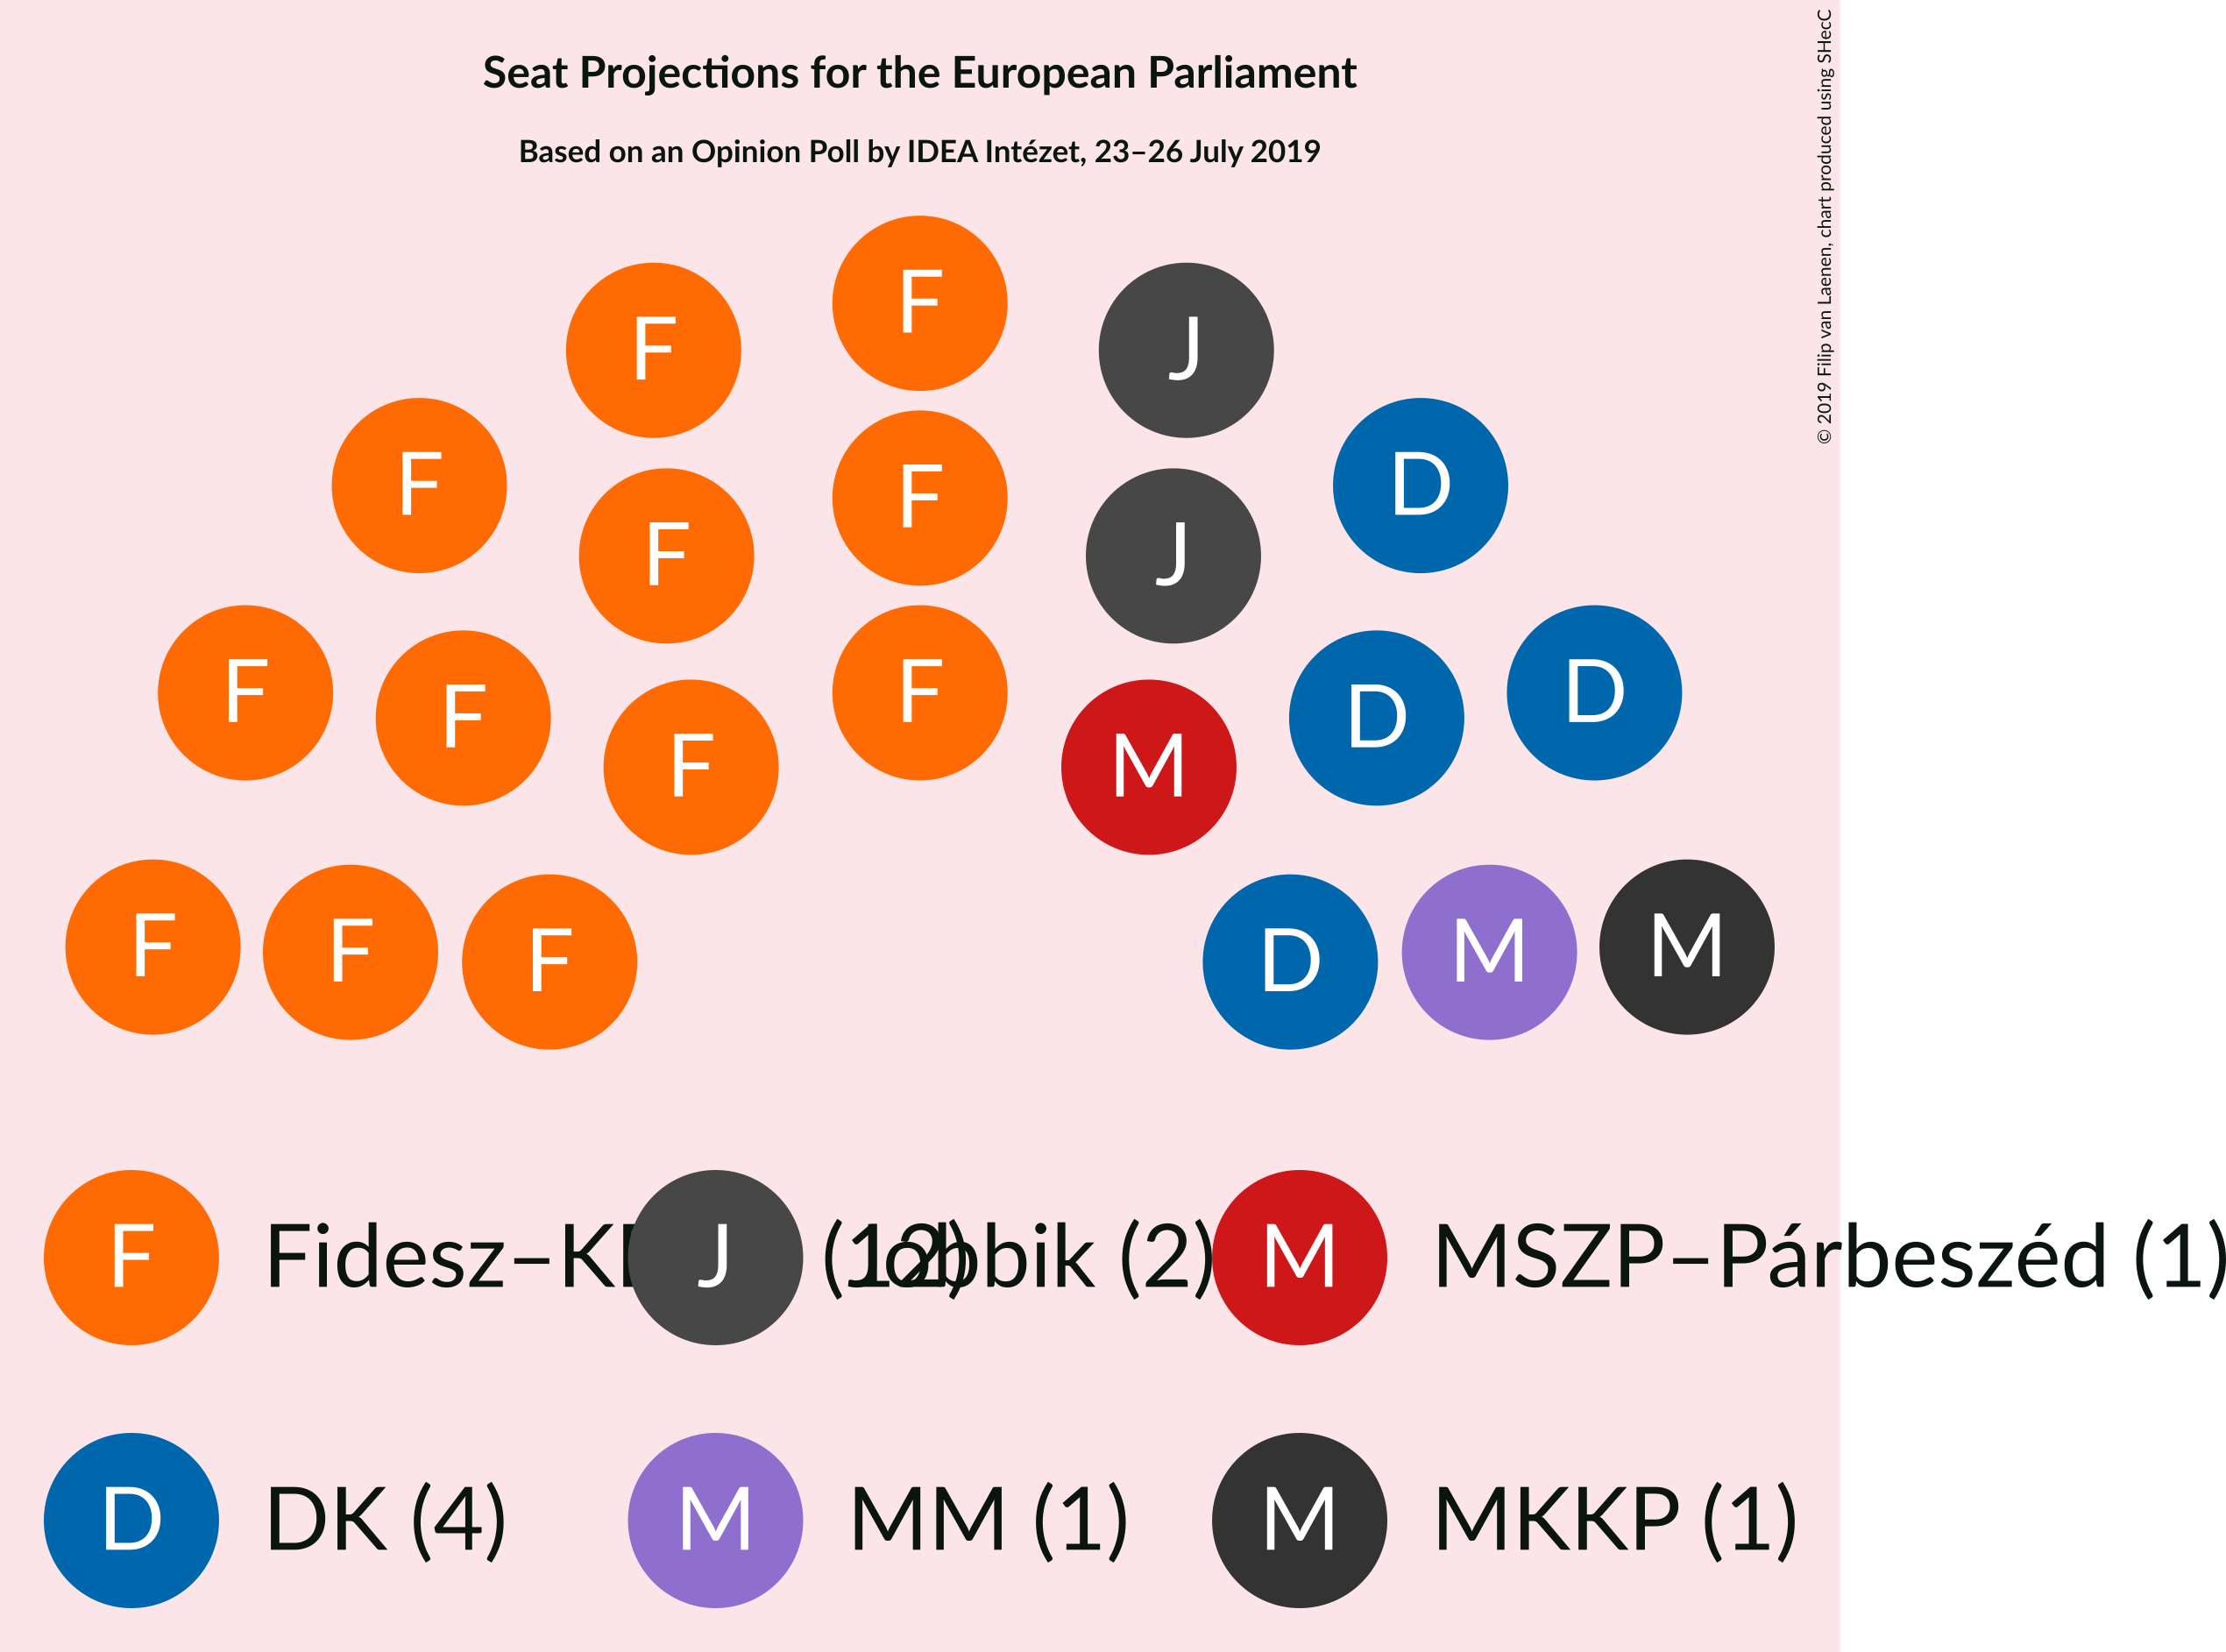 Seat Projections for the European Parliament
Based on an Opinion Poll by IDEA Intézet, 23–26 July 2019
© 2019 Filip van Laenen, chart produced using SHecC
F
F
J
F
D
F
F
J
F
F
D
F
D
F
M
F
F
F
D
M
M
F Fidesz–K (12)
J Jobbik (2)
M MSZP–Párbeszéd (1)
D DK (4)
M MM (1)
M MKKP (1)